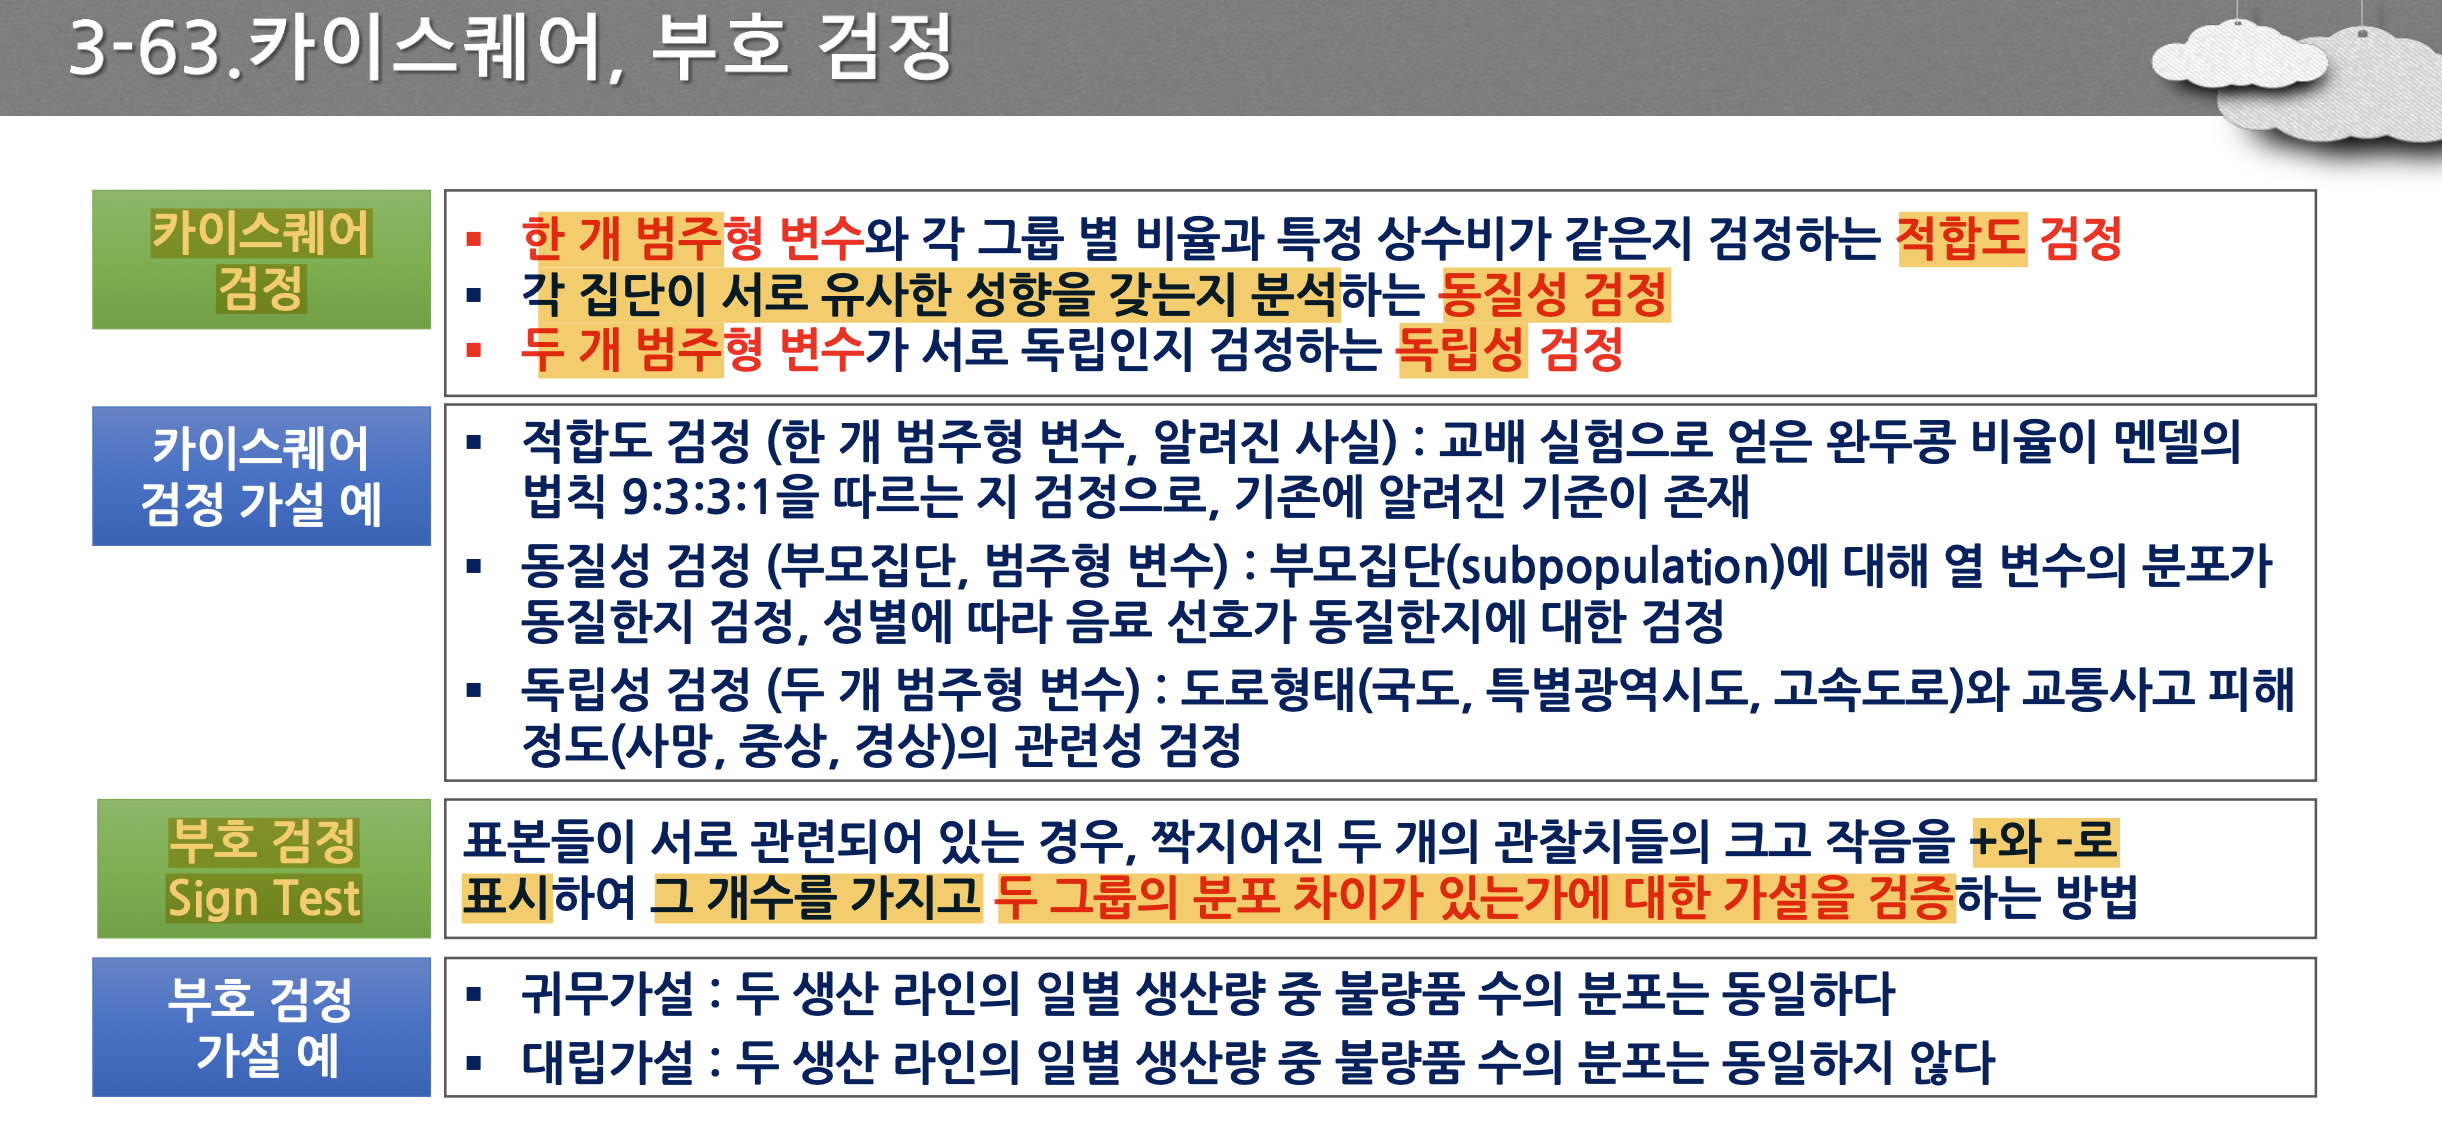 3-63.카이스퀘어, 부호 검정
카이스퀘어
검정
▪ 한 개 범주형 변수와 각 그룹 별 비율과 특정 상수비가 같은지 검정하는 적합도 검정
▪ 각 집단이 서로 유사한 성향을 갖는지 분석하는 동질성 검정
▪ 두 개 범주형 변수가 서로 독립인지 검정하는 독립성 검정
카이스퀘어
검정 가설 예
▪ 적합도 검정 (한 개 범주형 변수, 알려진 사실) : 교배 실험으로 얻은 완두콩 비율이 멘델의
법칙 9:3:3:1을 따르는 지 검정으로, 기존에 알려진 기준이 존재
▪ 동질성 검정 (부모집단, 범주형 변수) : 부모집단(subpopulation)에 대해 열 변수의 분포가
동질한지 검정, 성별에 따라 음료 선호가 동질한지에 대한 검정
▪ 독립성 검정 (두 개 범주형 변수) : 도로형태(국도, 특별광역시도, 고속도로)와 교통사고 피해
정도(사망, 중상, 경상)의 관련성 검정
부호 검정
Sign Test
표본들이 서로 관련되어 있는 경우, 짝지어진 두 개의 관찰치들의 크고 작음을 +와 -로
표시하여 그 개수를 가지고 두 그룹의 분포 차이가 있는가에 대한 가설을 검증하는 방법
부호 검정
가설 예
▪ 귀무가설 : 두 생산 라인의 일별 생산량 중 불량품 수의 분포는 동일하다
▪ 대립가설 : 두 생산 라인의 일별 생산량 중 불량품 수의 분포는 동일하지 않다